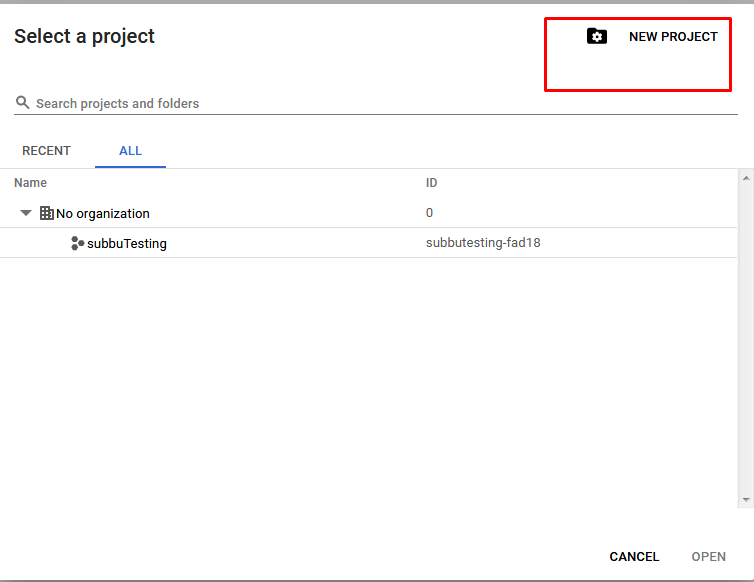 Select a project
NEW PROJECT
Search projects and folders
RECENT ALL
Name ID
No organization 0
subbuTesting subbutesting-fad18
CANCEL OPEN